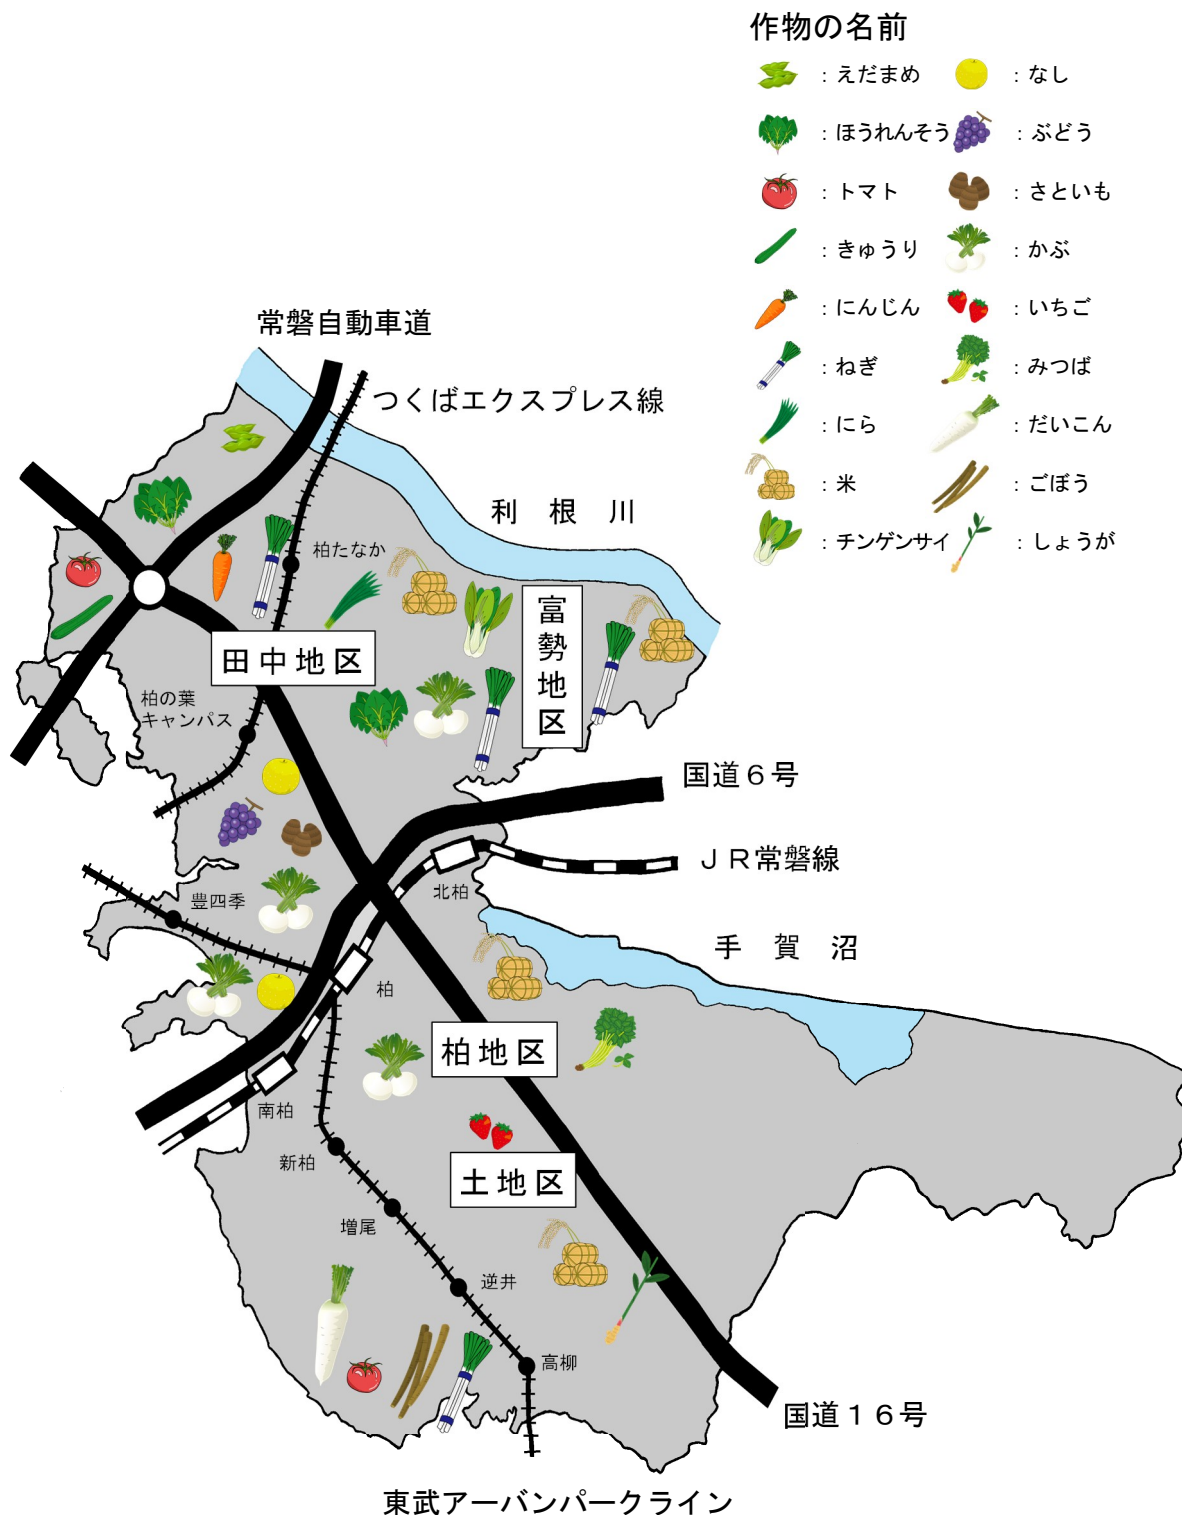 作物の名前
：えだまめ
：なし
：ほうれんそう
：ぶどう
：トマト
：さといも
：きゅうり
：かぶ
：にんじん
：いちご
：ねぎ
：みつば
：にら
：だいこん
：米
：ごぼう
：チンゲンサイ
：しょうが
常磐自動車道
つくばエクスプレス線
利根川
柏たなか
富勢地区
田中地区
柏の葉
キャンパス
国道６号
ＪＲ常磐線
北柏
豊四季
手賀沼
柏
柏地区
南柏
新柏
土地区
増尾
逆井
高柳
国道１６号
東武アーバンパークライン